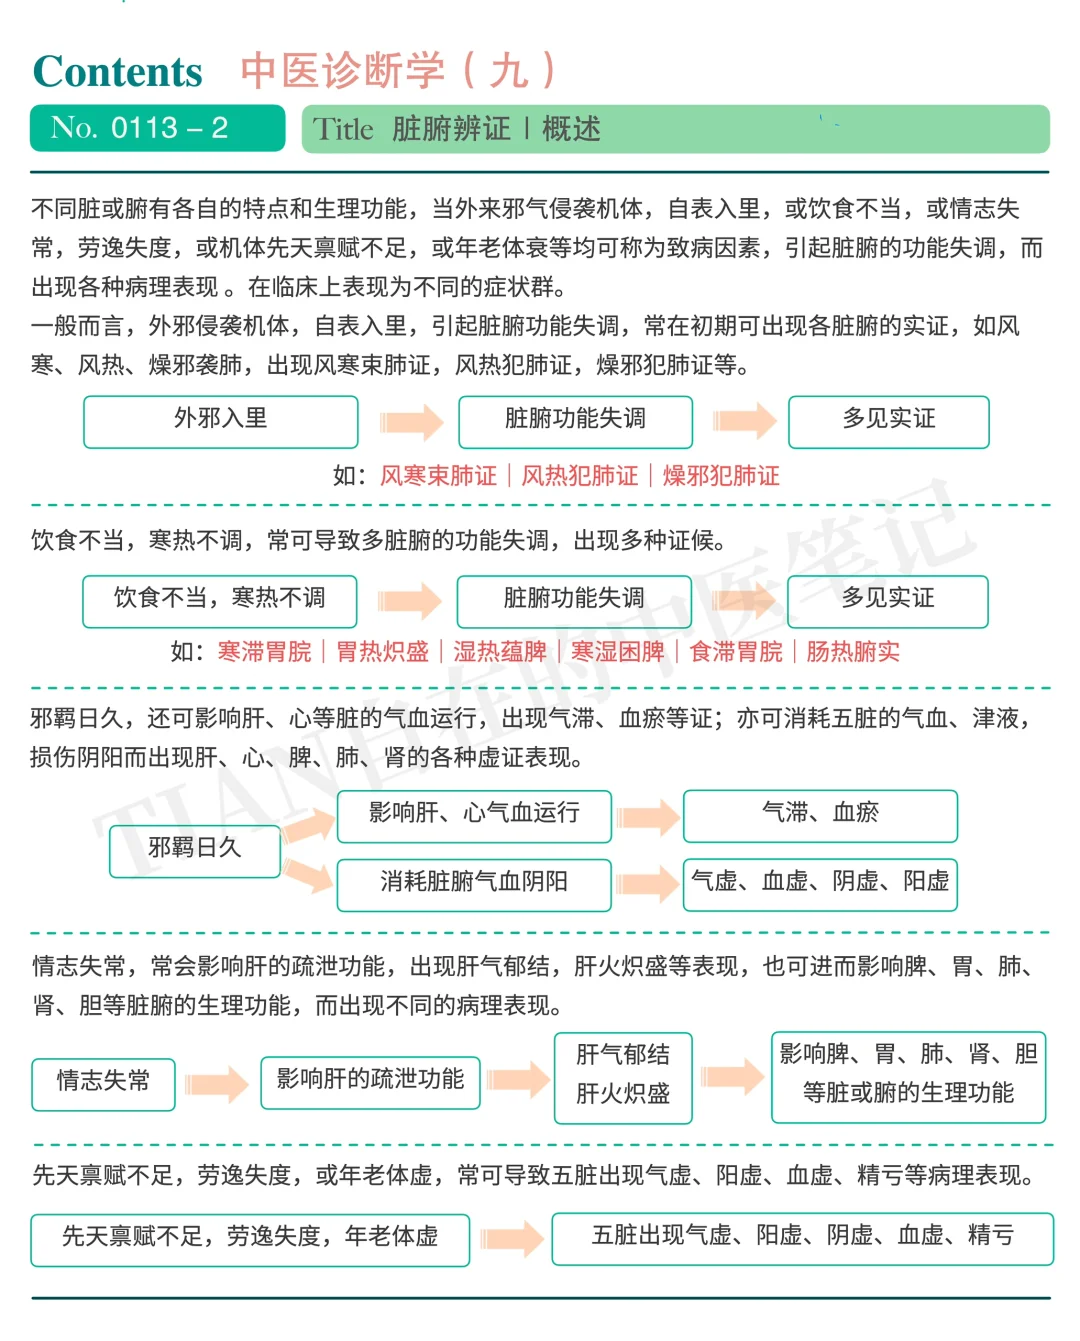 Contents 中医诊断学（九）
No. 0113 – 2 Title 脏腑辨证 | 概述
不同脏或腑有各自的特点和生理功能，当外来邪气侵袭机体，自表入里，或饮食不当，或情志失
常，劳逸失度，或机体先天禀赋不足，或年老体衰等均可称为致病因素，引起脏腑的功能失调，而
出现各种病理表现 。在临床上表现为不同的症状群。
一般而言，外邪侵袭机体，自表入里，引起脏腑功能失调，常在初期可出现各脏腑的实证，如风
寒、风热、燥邪袭肺，出现风寒束肺证，风热犯肺证，燥邪犯肺证等。
外邪入里 脏腑功能失调 多见实证
如：风寒束肺证｜风热犯肺证｜燥邪犯肺证
饮食不当，寒热不调，常可导致多脏腑的功能失调，出现多种证候。
饮食不当，寒热不调 脏腑功能失调 多见实证
如：寒滞胃脘｜胃热炽盛｜湿热蕴脾｜寒湿困脾｜食滞胃脘｜肠热腑实
邪羁日久，还可影响肝、心等脏的气血运行，出现气滞、血瘀等证；亦可消耗五脏的气血、津液，
损伤阴阳而出现肝、心、脾、肺、肾的各种虚证表现。
影响肝、心气血运行 气滞、血瘀
邪羁日久
消耗脏腑气血阴阳 气虚、血虚、阴虚、阳虚
情志失常，常会影响肝的疏泄功能，出现肝气郁结，肝火炽盛等表现，也可进而影响脾、胃、肺、
肾、胆等脏腑的生理功能，而出现不同的病理表现。
情志失常 影响肝的疏泄功能
肝气郁结
肝火炽盛
影响脾、胃、肺、肾、胆
等脏或腑的生理功能
先天禀赋不足，劳逸失度，或年老体虚，常可导致五脏出现气虚、阳虚、血虚、精亏等病理表现。
先天禀赋不足，劳逸失度，年老体虚 五脏出现气虚、阳虚、阴虚、血虚、精亏
TIAN自在的中医笔记